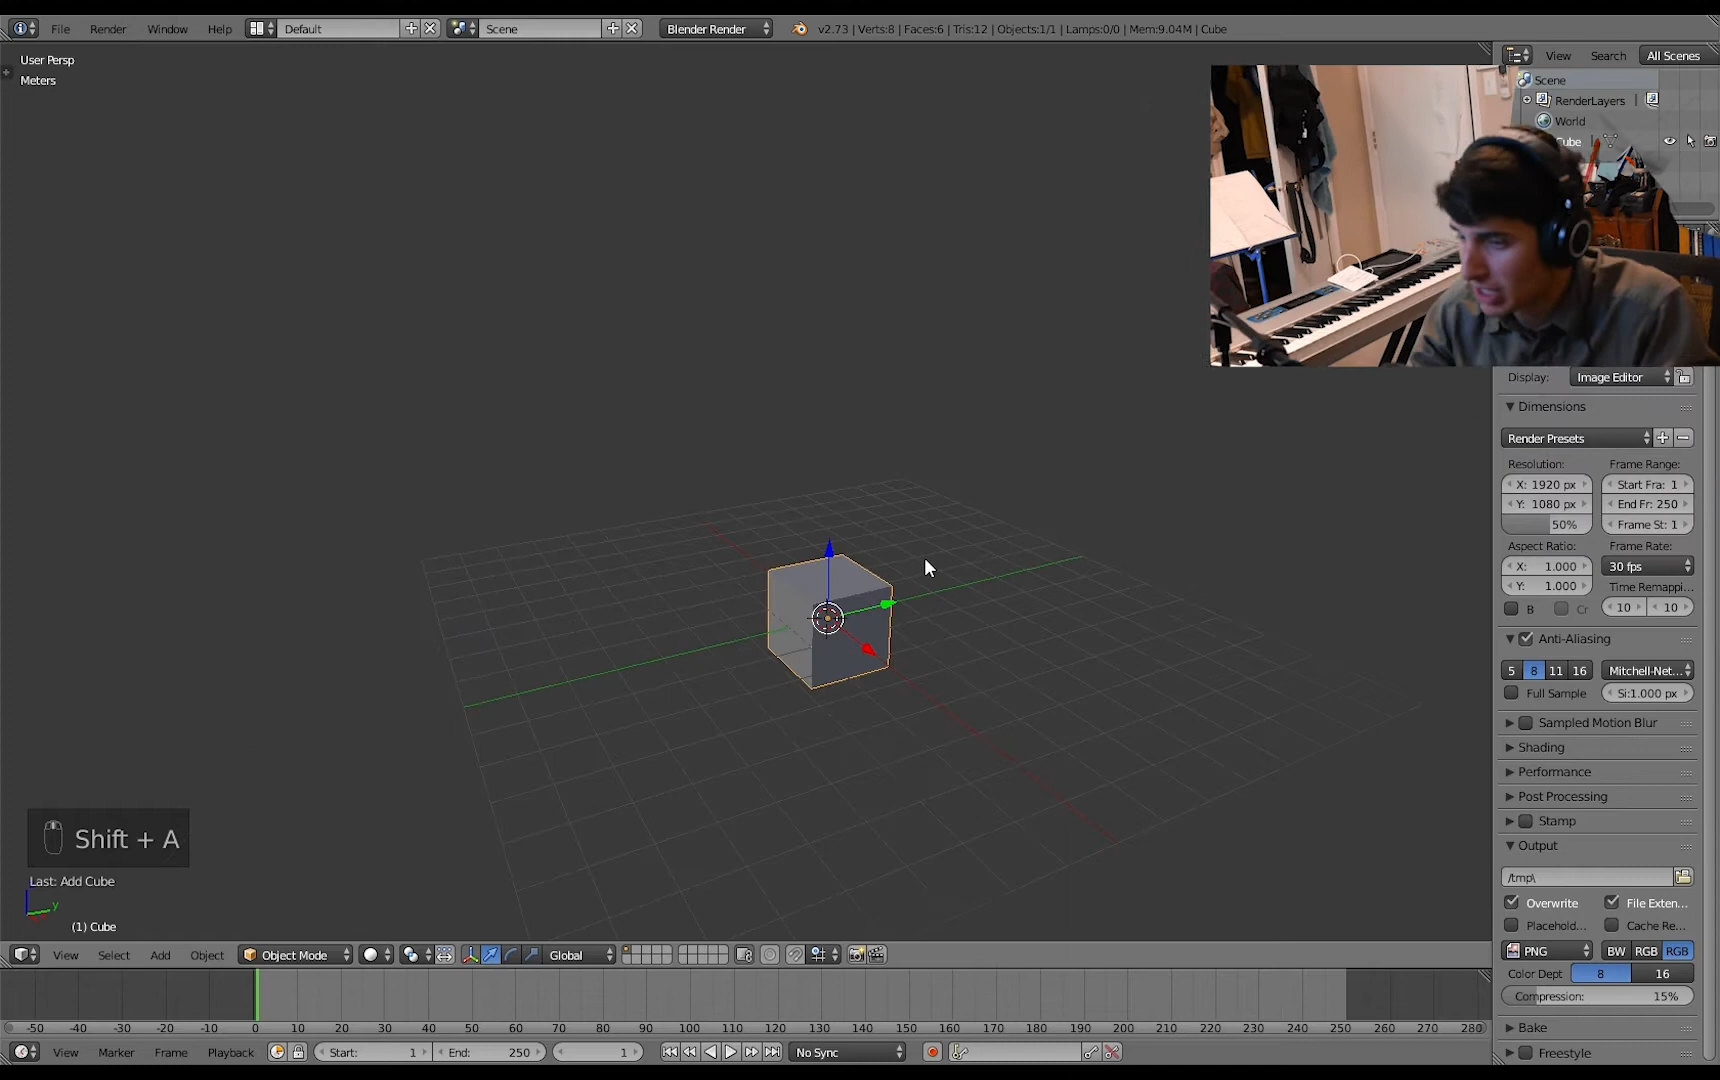 File Render Window Help Default Scene Blender Render v2.73 | Verts:8 | Faces:6 | Tris:12 | Objects:1/1 | Lamps:0/0 | Mem:9.04M | Cube
User Persp
Meters
View Search All Scenes
Scene
RenderLayers
World
Cube
Display: Image Editor
Dimensions
Render Presets
Resolution: Frame Range:
X: 1920 px Start Fra: 1
Y: 1080 px End Fr: 250
50% Frame St: 1
Aspect Ratio: Frame Rate:
X: 1.000 30 fps
Y: 1.000 Time Remappi...
B Cr 10 10
Anti-Aliasing
5 8 11 16 Mitchell-Net...
Full Sample Si:1.000 px
Sampled Motion Blur
Shading
Performance
Post Processing
Stamp
Output
/tmp\
Overwrite File Exten...
Placehold... Cache Re...
PNG BW RGB RGB
Color Dept 8 16
Compression: 15%
Bake
Freestyle
Shift + A
Last: Add Cube
y
(1) Cube
View Select Add Object Object Mode Global
-50 -40 -30 -20 -10 0 10 20 30 40 50 60 70 80 90 100 110 120 130 140 150 160 170 180 190 200 210 220 230 240 250 260 270 280
View Marker Frame Playback Start: 1 End: 250 1 No Sync